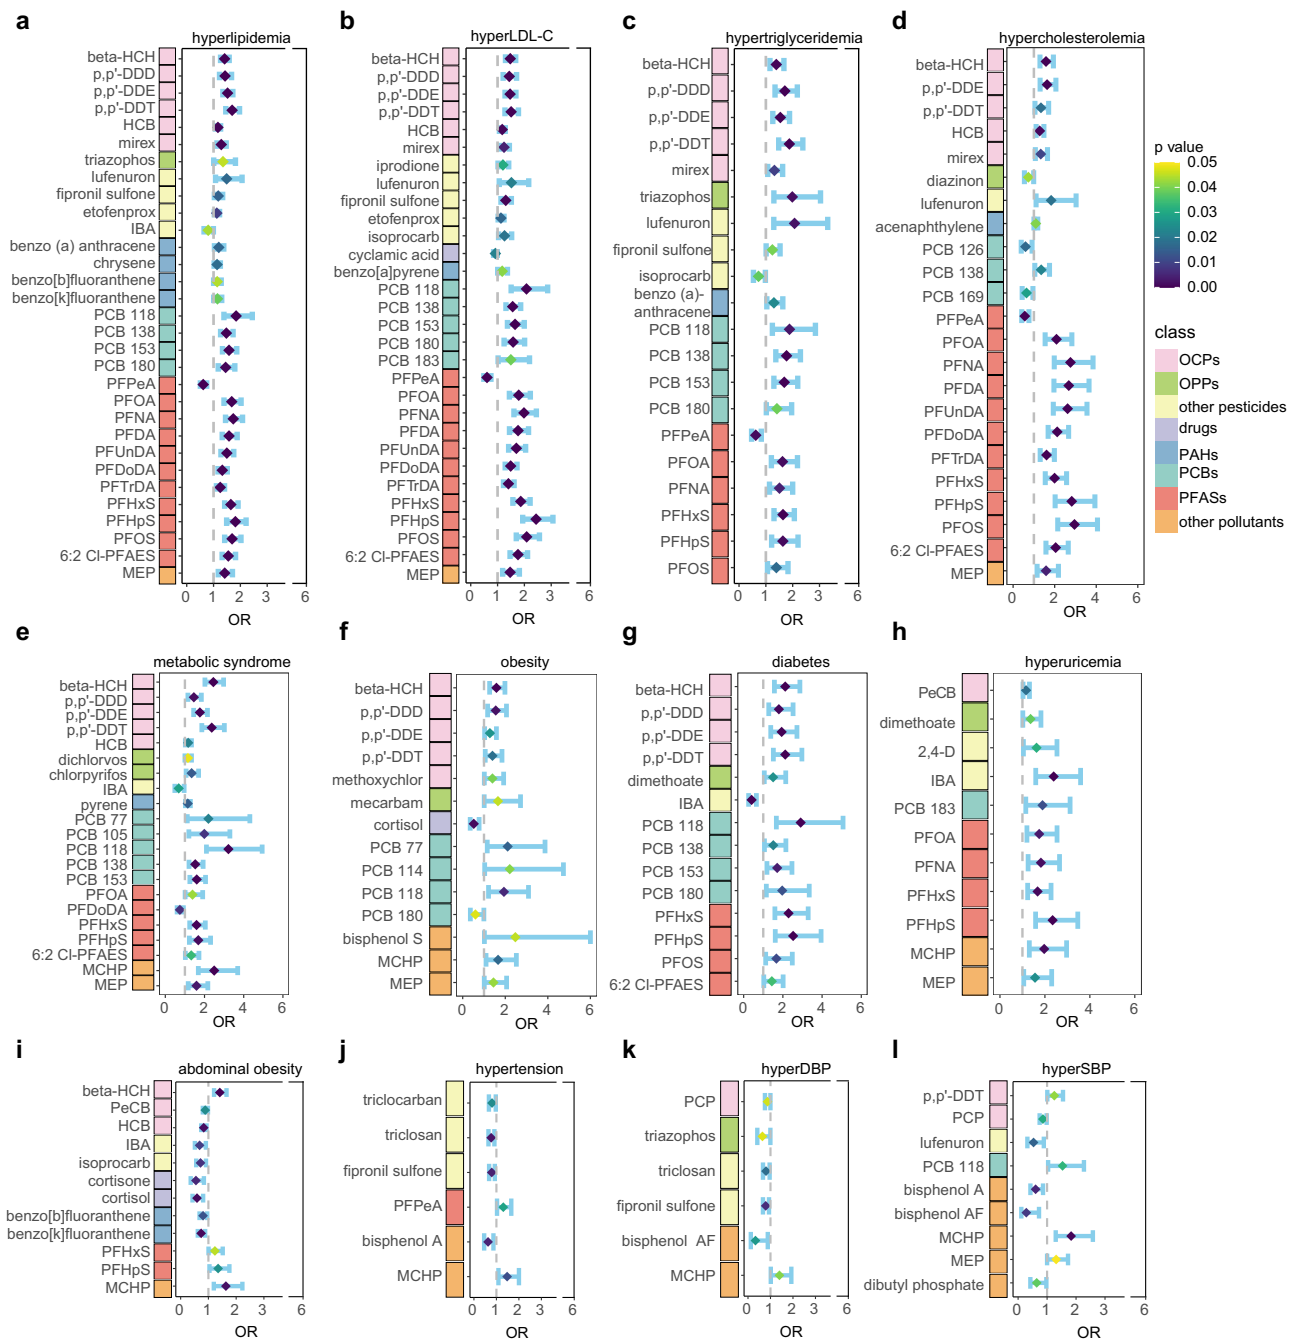 a
hyperlipidemia
beta-HCH
p,p'-DDD
p,p'-DDE
p,p'-DDT
HCB
mirex
triazophos
lufenuron
fipronil sulfone
etofenprox
IBA
benzo (a) anthracene
chrysene
benzo[b]fluoranthene
benzo[k]fluoranthene
PCB 118
PCB 138
PCB 153
PCB 180
PFPeA
PFOA
PFNA
PFDA
PFUnDA
PFDoDA
PFTrDA
PFHxS
PFHpS
PFOS
6:2 Cl-PFAES
MEP
0 1 2 3 6
OR
b
hyperLDL-C
beta-HCH
p,p'-DDD
p,p'-DDE
p,p'-DDT
HCB
mirex
iprodione
lufenuron
fipronil sulfone
etofenprox
isoprocarb
cyclamic acid
benzo[a]pyrene
PCB 118
PCB 138
PCB 153
PCB 180
PCB 183
PFPeA
PFOA
PFNA
PFDA
PFUnDA
PFDoDA
PFTrDA
PFHxS
PFHpS
PFOS
6:2 Cl-PFAES
MEP
0 1 2 3 6
OR
c
hypertriglyceridemia
beta-HCH
p,p'-DDD
p,p'-DDE
p,p'-DDT
mirex
triazophos
lufenuron
fipronil sulfone
isoprocarb
benzo (a)-
anthracene
PCB 118
PCB 138
PCB 153
PCB 180
PFPeA
PFOA
PFNA
PFHxS
PFHpS
PFOS
0 1 2 3 6
OR
d
hypercholesterolemia
beta-HCH
p,p'-DDE
p,p'-DDT
HCB
mirex
diazinon
lufenuron
acenaphthylene
PCB 126
PCB 138
PCB 169
PFPeA
PFOA
PFNA
PFDA
PFUnDA
PFDoDA
PFTrDA
PFHxS
PFHpS
PFOS
6:2 Cl-PFAES
MEP
0 2 4 6
OR
p value
0.05
0.04
0.03
0.02
0.01
0.00
class
OCPs
OPPs
other pesticides
drugs
PAHs
PCBs
PFASs
other pollutants
e
metabolic syndrome
beta-HCH
p,p'-DDD
p,p'-DDE
p,p'-DDT
HCB
dichlorvos
chlorpyrifos
IBA
pyrene
PCB 77
PCB 105
PCB 118
PCB 138
PCB 153
PFOA
PFDoDA
PFHxS
PFHpS
6:2 Cl-PFAES
MCHP
MEP
0 2 4 6
OR
f
obesity
beta-HCH
p,p'-DDD
p,p'-DDE
p,p'-DDT
methoxychlor
mecarbam
cortisol
PCB 77
PCB 114
PCB 118
PCB 180
bisphenol S
MCHP
MEP
0 2 4 6
OR
g
diabetes
beta-HCH
p,p'-DDD
p,p'-DDE
p,p'-DDT
dimethoate
IBA
PCB 118
PCB 138
PCB 153
PCB 180
PFHxS
PFHpS
PFOS
6:2 Cl-PFAES
0 2 4 6
OR
h
hyperuricemia
PeCB
dimethoate
2,4-D
IBA
PCB 183
PFOA
PFNA
PFHxS
PFHpS
MCHP
MEP
0 2 4 6
OR
i
abdominal obesity
beta-HCH
PeCB
HCB
IBA
isoprocarb
cortisone
cortisol
benzo[b]fluoranthene
benzo[k]fluoranthene
PFHxS
PFHpS
MCHP
0 1 2 6
OR
j
hypertension
triclocarban
triclosan
fipronil sulfone
PFPeA
bisphenol A
MCHP
0 1 2 6
OR
k
hyperDBP
PCP
triazophos
triclosan
fipronil sulfone
bisphenol AF
MCHP
0 1 2 6
OR
l
hyperSBP
p,p'-DDT
PCP
lufenuron
PCB 118
bisphenol A
bisphenol AF
MCHP
MEP
dibutyl phosphate
0 1 2 6
OR